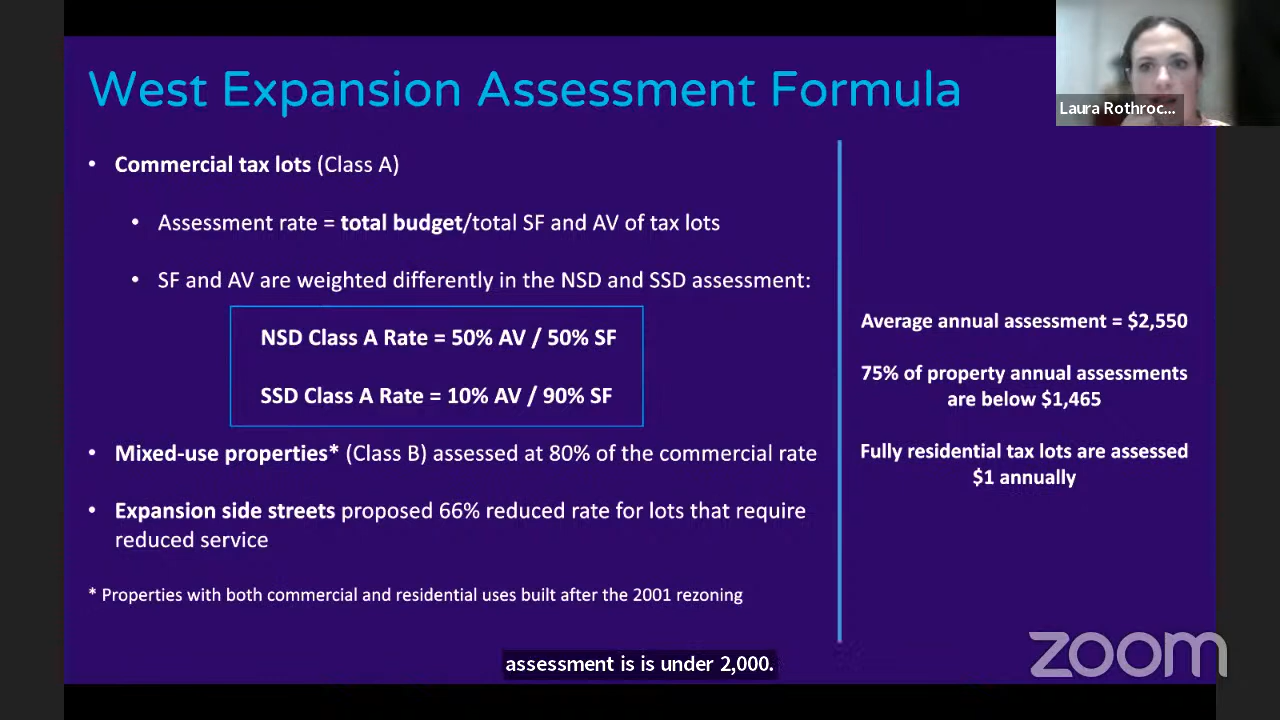 West Expansion Assessment Formula
Laura Rothroc...
• Commercial tax lots (Class A)
• Assessment rate = total budget/total SF and AV of tax lots
• SF and AV are weighted differently in the NSD and SSD assessment:
NSD Class A Rate = 50% AV / 50% SF
SSD Class A Rate = 10% AV / 90% SF
• Mixed-use properties* (Class B) assessed at 80% of the commercial rate
• Expansion side streets proposed 66% reduced rate for lots that require
reduced service
* Properties with both commercial and residential uses built after the 2001 rezoning
Average annual assessment = $2,550
75% of property annual assessments
are below $1,465
Fully residential tax lots are assessed
$1 annually
assessment is is under 2,000.
zoom